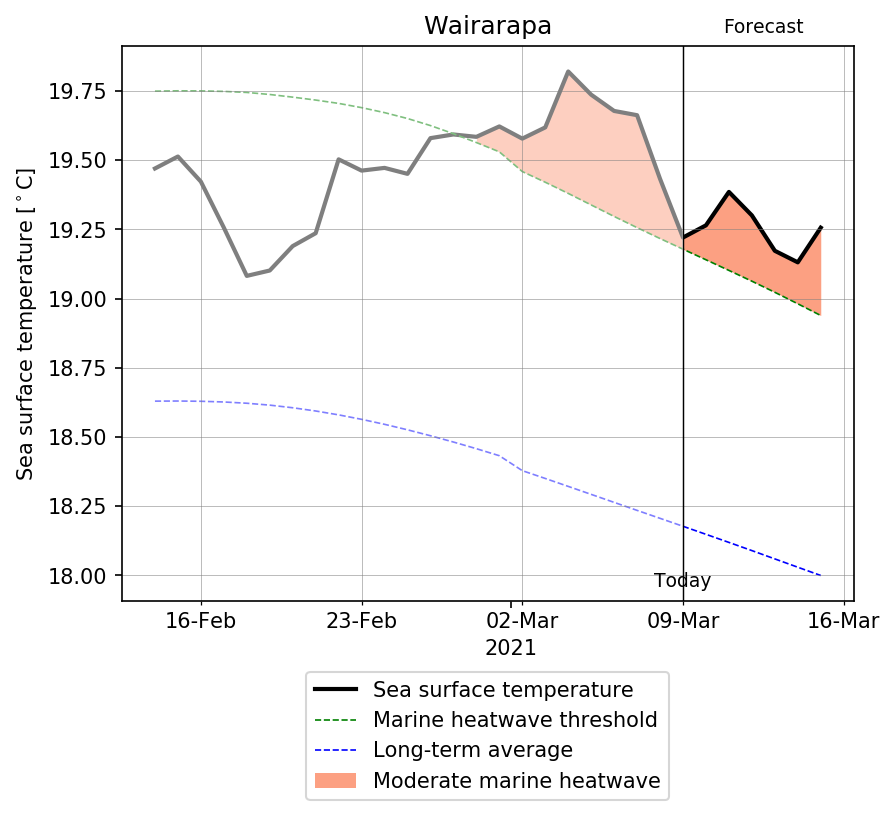 Wairarapa
Forecast
Sea surface temperature [°C]
19.75
19.50
19.25
19.00
18.75
18.50
18.25
18.00
Today
16-Feb
23-Feb
02-Mar
09-Mar
16-Mar
2021
Sea surface temperature
Marine heatwave threshold
Long-term average
Moderate marine heatwave